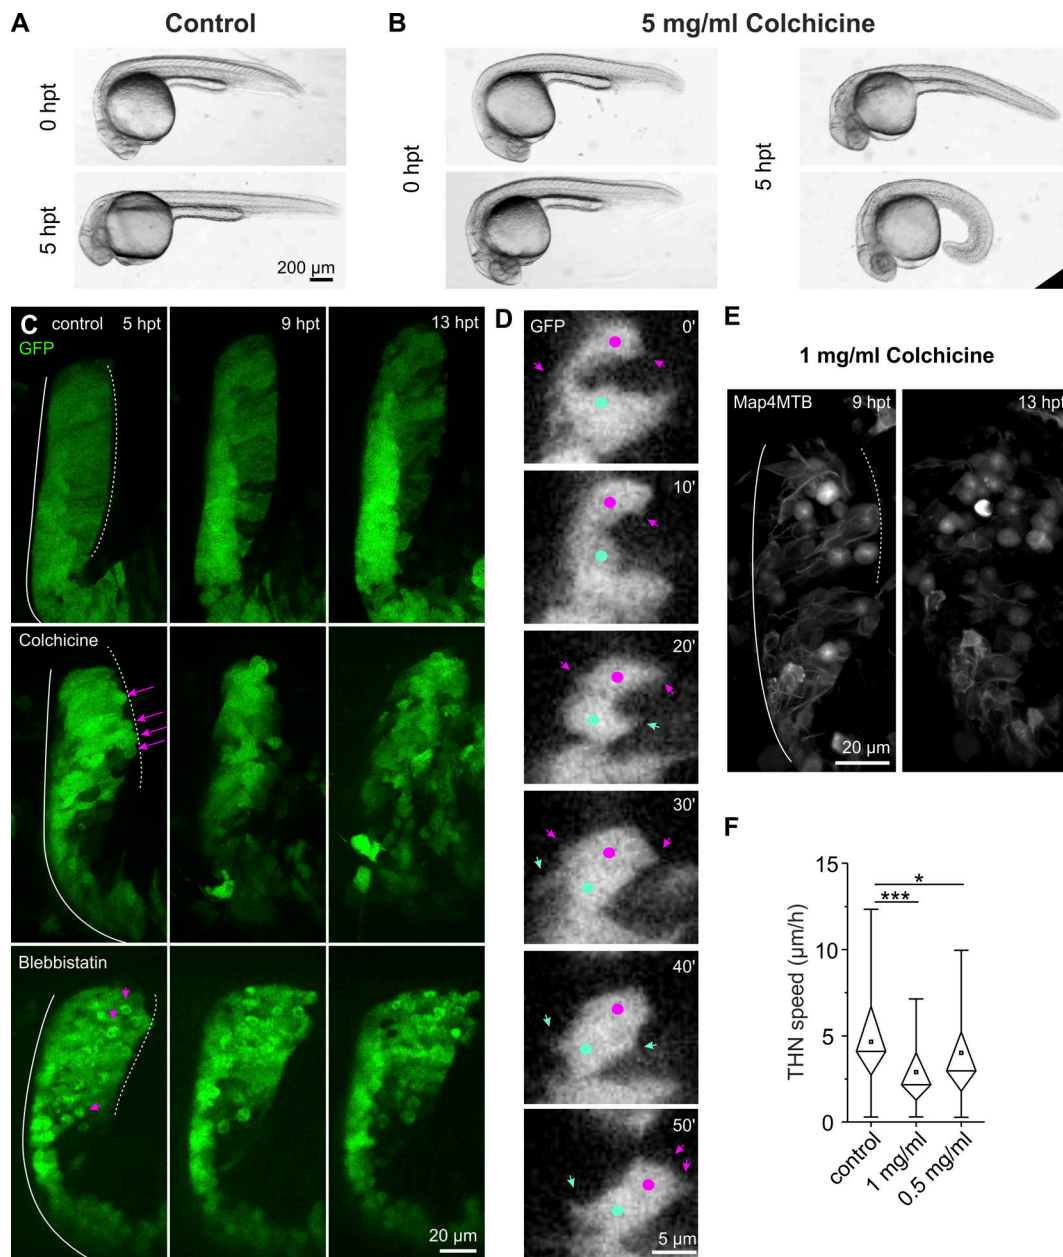 A
Control
0 hpt
5 hpt
200 µm
B
5 mg/ml Colchicine
0 hpt
5 hpt
C
control
5 hpt
GFP
9 hpt
13 hpt
Colchicine
Blebbistatin
20 µm
D
GFP
0'
10'
20'
30'
40'
50'
5 µm
E
1 mg/ml Colchicine
Map4MTB
9 hpt
13 hpt
20 µm
F
THN speed (µm/h)
15
10
5
0
***
*
control
1 mg/ml
0.5 mg/ml